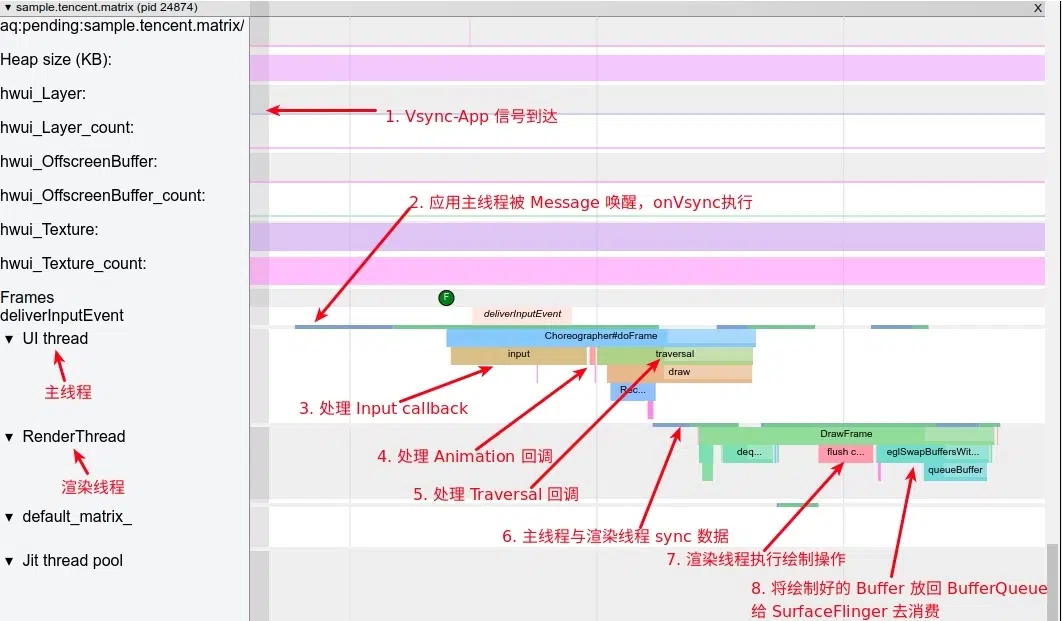 ▼ sample.tencent.matrix (pid 24874) X
aq:pending:sample.tencent.matrix/
Heap size (KB):
hwui_Layer:
1. Vsync-App 信号到达
hwui_Layer_count:
hwui_OffscreenBuffer:
hwui_OffscreenBuffer_count:
2. 应用主线程被 Message 唤醒，onVsync执行
hwui_Texture:
hwui_Texture_count:
Frames
F
deliverInputEvent
deliverInputEvent
▼ UI thread
Choreographer#doFrame
input
traversal
draw
Rec...
主线程
3. 处理 Input callback
▼ RenderThread
DrawFrame
deq...
flush c...
eglSwapBuffersWit...
queueBuffer
4. 处理 Animation 回调
渲染线程
5. 处理 Traversal 回调
▼ default_matrix_
6. 主线程与渲染线程 sync 数据
▼ Jit thread pool
7. 渲染线程执行绘制操作
8. 将绘制好的 Buffer 放回 BufferQueue
给 SurfaceFlinger 去消费